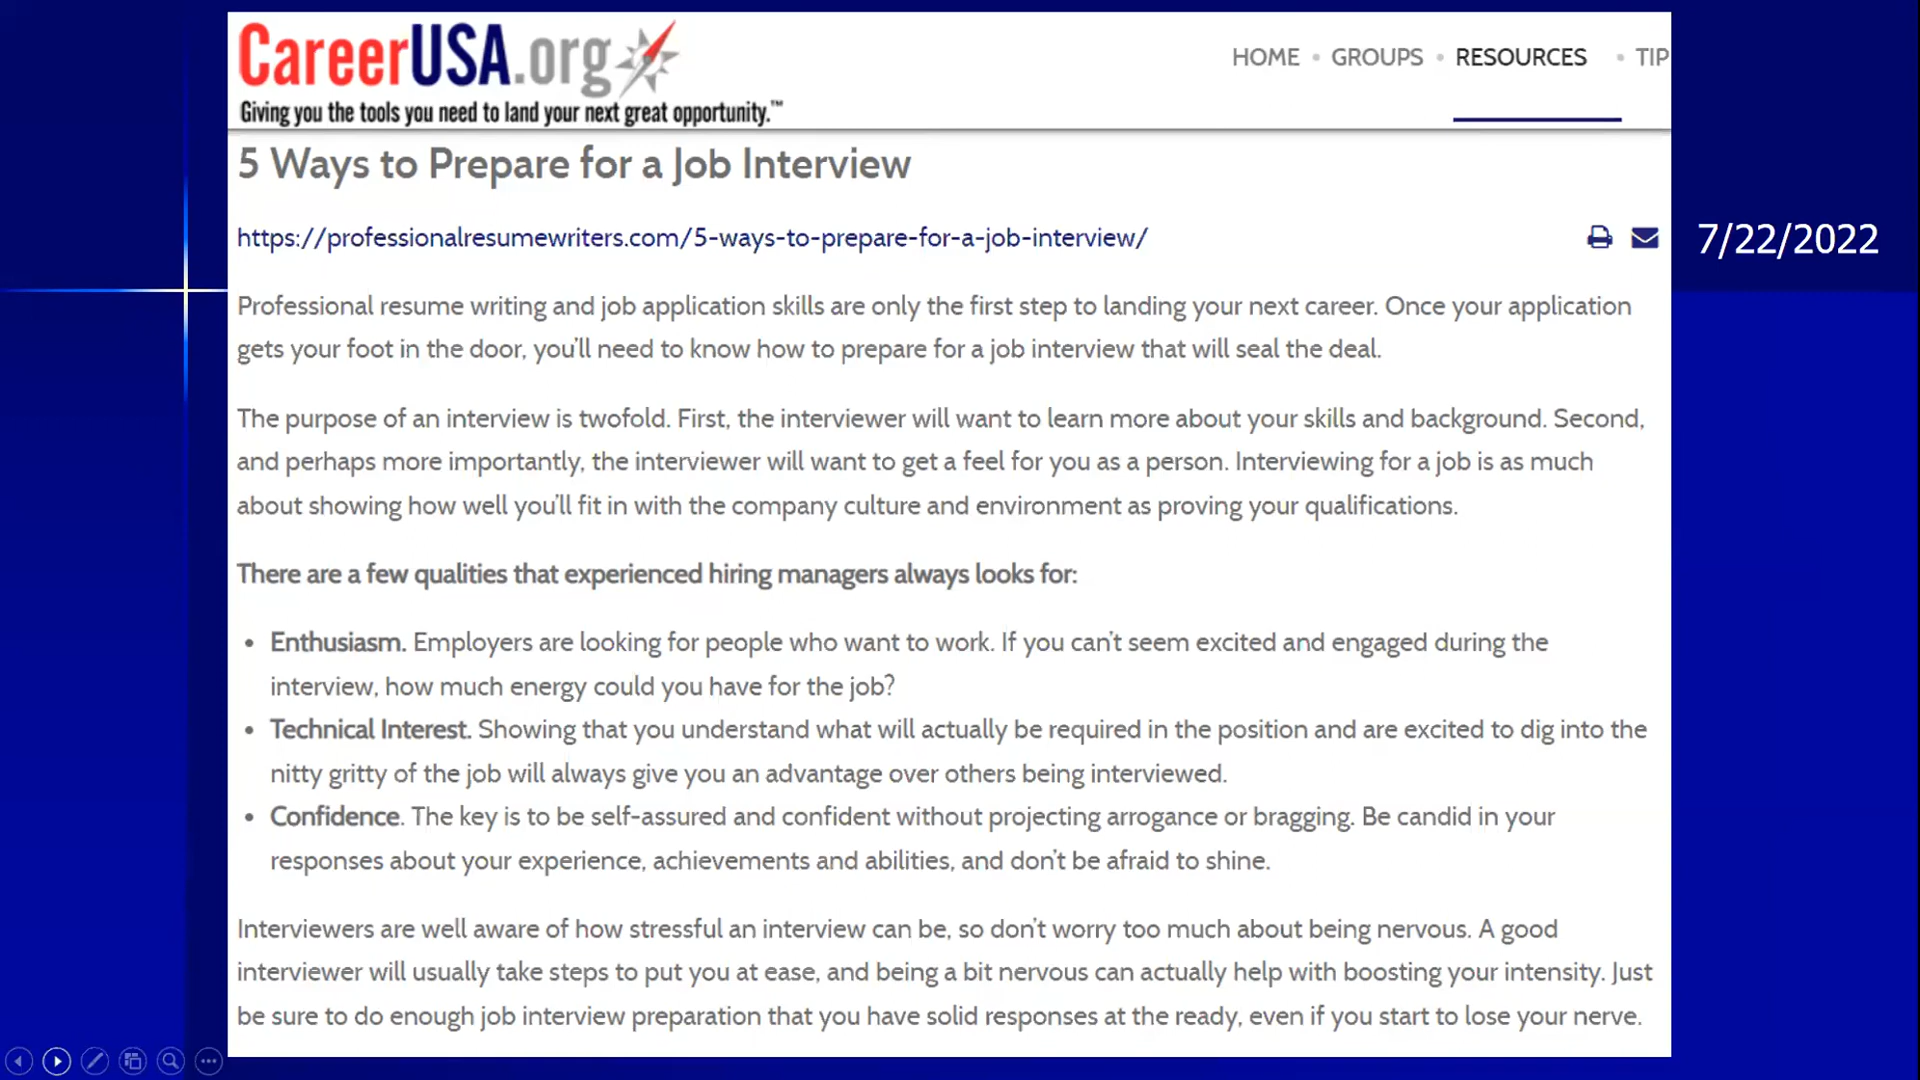 CareerUSA.org
Giving you the tools you need to land your next great opportunity.™
HOME • GROUPS • RESOURCES • TIP
5 Ways to Prepare for a Job Interview
https://professionalresumewriters.com/5-ways-to-prepare-for-a-job-interview/
7/22/2022
Professional resume writing and job application skills are only the first step to landing your next career. Once your application
gets your foot in the door, you'll need to know how to prepare for a job interview that will seal the deal.
The purpose of an interview is twofold. First, the interviewer will want to learn more about your skills and background. Second,
and perhaps more importantly, the interviewer will want to get a feel for you as a person. Interviewing for a job is as much
about showing how well you'll fit in with the company culture and environment as proving your qualifications.
There are a few qualities that experienced hiring managers always looks for:
• Enthusiasm. Employers are looking for people who want to work. If you can't seem excited and engaged during the
interview, how much energy could you have for the job?
• Technical Interest. Showing that you understand what will actually be required in the position and are excited to dig into the
nitty gritty of the job will always give you an advantage over others being interviewed.
• Confidence. The key is to be self-assured and confident without projecting arrogance or bragging. Be candid in your
responses about your experience, achievements and abilities, and don't be afraid to shine.
Interviewers are well aware of how stressful an interview can be, so don't worry too much about being nervous. A good
interviewer will usually take steps to put you at ease, and being a bit nervous can actually help with boosting your intensity. Just
be sure to do enough job interview preparation that you have solid responses at the ready, even if you start to lose your nerve.